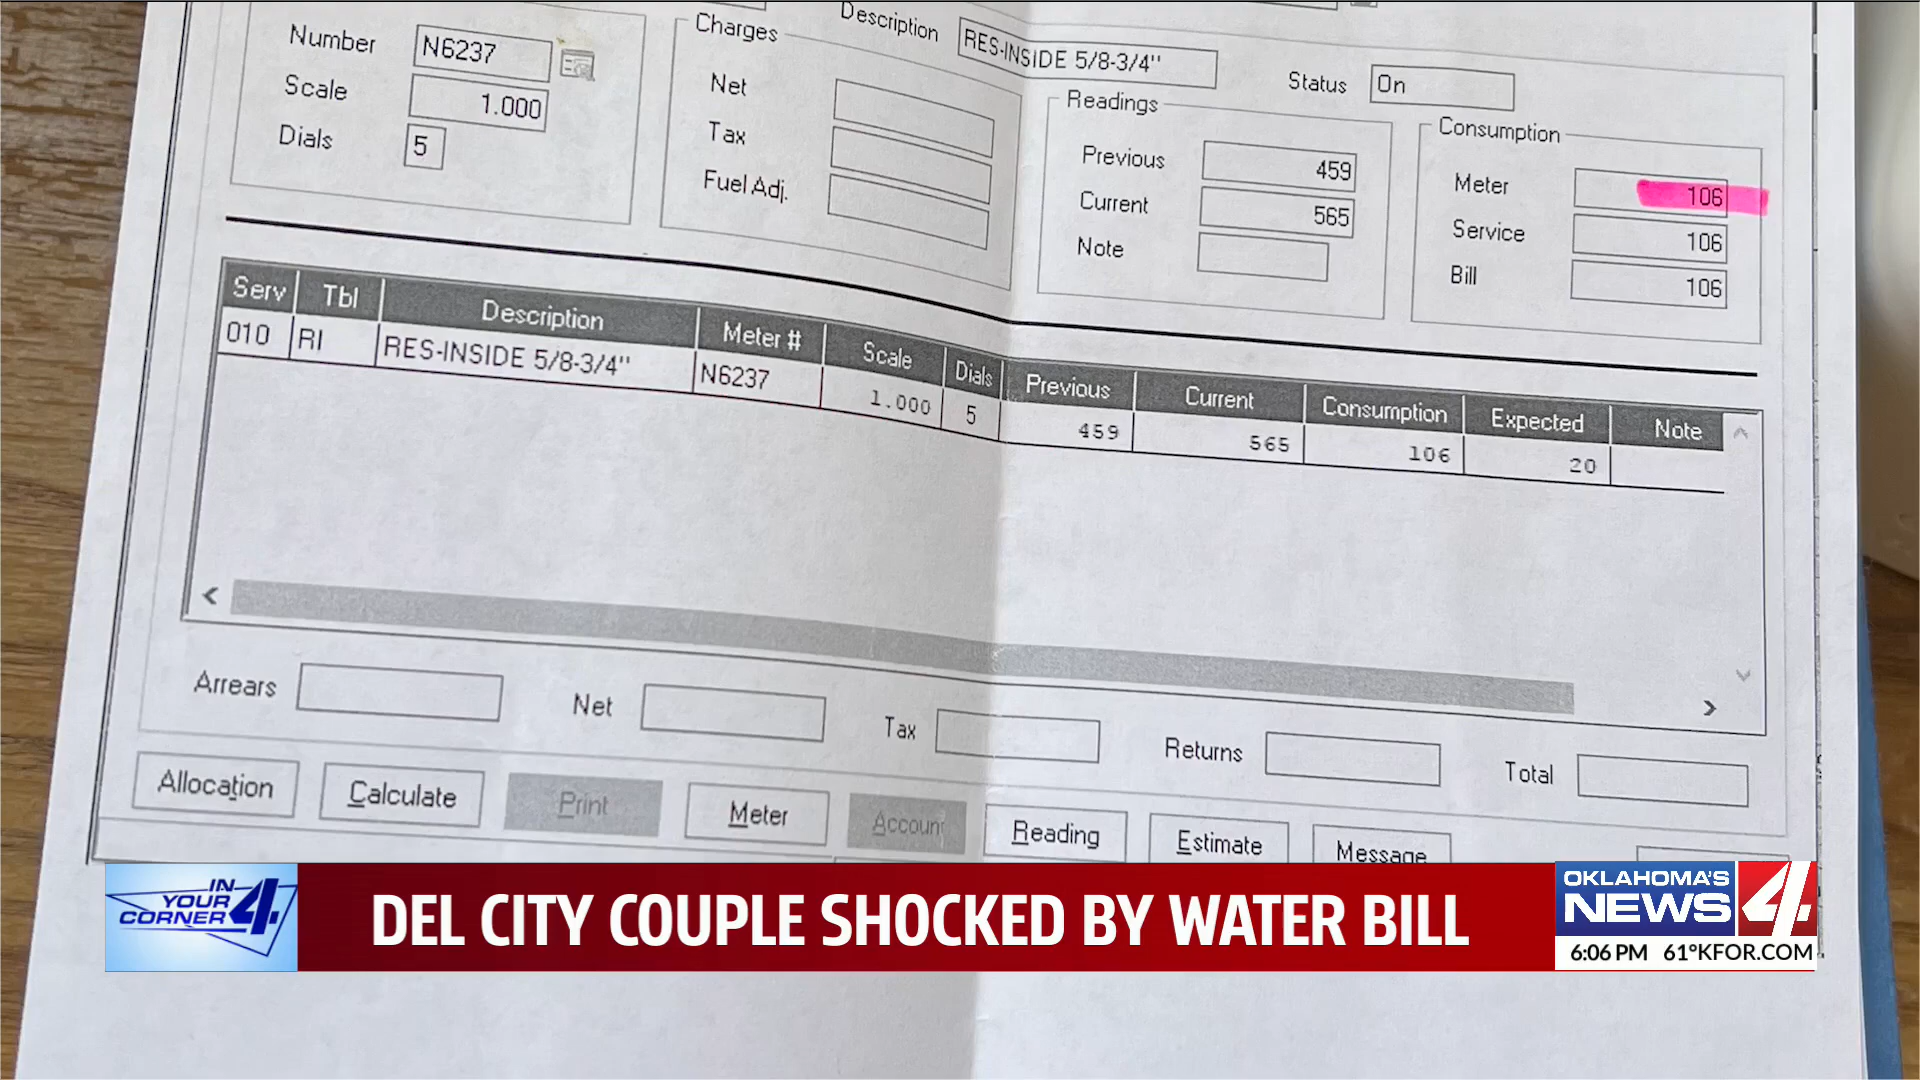 Description RES-INSIDE 5/8-3/4"
Number N6237
Scale 1.000
Dials 5
Charges
Net
Tax
Fuel Adj.
Status On
Readings
Previous 459
Current 565
Note
Consumption
Meter 106
Service 106
Bill 106
Serv Tbl Description Meter # Scale Dials Previous Current Consumption Expected Note
010 RI RES-INSIDE 5/8-3/4" N6237 1.000 5 459 565 106 20
Arrears Net Tax Returns Total
Allocation Calculate Print Meter Account Reading Estimate Message
IN YOUR CORNER 4
DEL CITY COUPLE SHOCKED BY WATER BILL
OKLAHOMA'S NEWS 4
6:06 PM 61° KFOR.COM